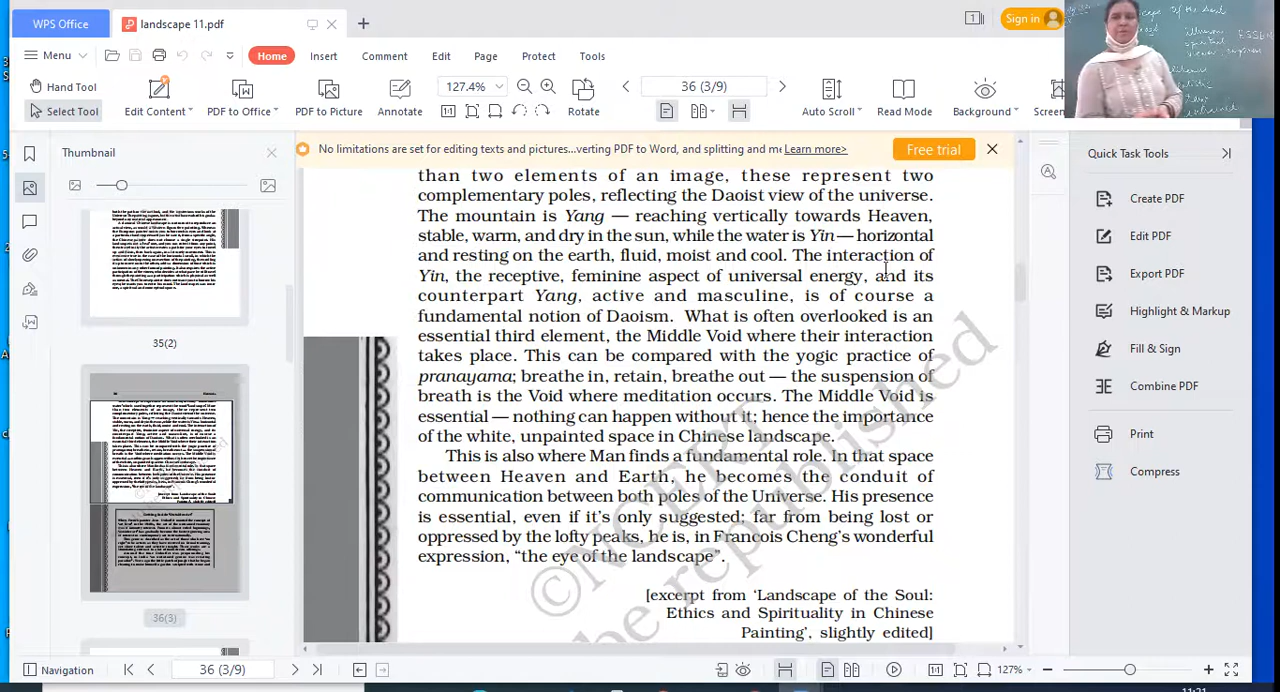 WPS Office
landscape 11.pdf
Sign in
Menu
Home
Insert
Comment
Edit
Page
Protect
Tools
Hand Tool
Select Tool
Edit Content
PDF to Office
PDF to Picture
Annotate
127.4%
Rotate
36 (3/9)
Auto Scroll
Read Mode
Background
Screen
Thumbnail
No limitations are set for editing texts and pictures...verting PDF to Word, and splitting and me Learn more>
Free trial
Quick Task Tools
Create PDF
Edit PDF
Export PDF
Highlight & Markup
Fill & Sign
Combine PDF
Print
Compress
35(2)
36(3)
than two elements of an image, these represent two
complementary poles, reflecting the Daoist view of the universe.
The mountain is Yang — reaching vertically towards Heaven,
stable, warm, and dry in the sun, while the water is Yin— horizontal
and resting on the earth, fluid, moist and cool. The interaction of
Yin, the receptive, feminine aspect of universal energy, and its
counterpart Yang, active and masculine, is of course a
fundamental notion of Daoism. What is often overlooked is an
essential third element, the Middle Void where their interaction
takes place. This can be compared with the yogic practice of
pranayama; breathe in, retain, breathe out — the suspension of
breath is the Void where meditation occurs. The Middle Void is
essential — nothing can happen without it; hence the importance
of the white, unpainted space in Chinese landscape.
This is also where Man finds a fundamental role. In that space
between Heaven and Earth, he becomes the conduit of
communication between both poles of the Universe. His presence
is essential, even if it's only suggested; far from being lost or
oppressed by the lofty peaks, he is, in Francois Cheng's wonderful
expression, "the eye of the landscape".
[excerpt from 'Landscape of the Soul:
Ethics and Spirituality in Chinese
Painting', slightly edited]
©NCERT
be republished
Navigation
36 (3/9)
127%